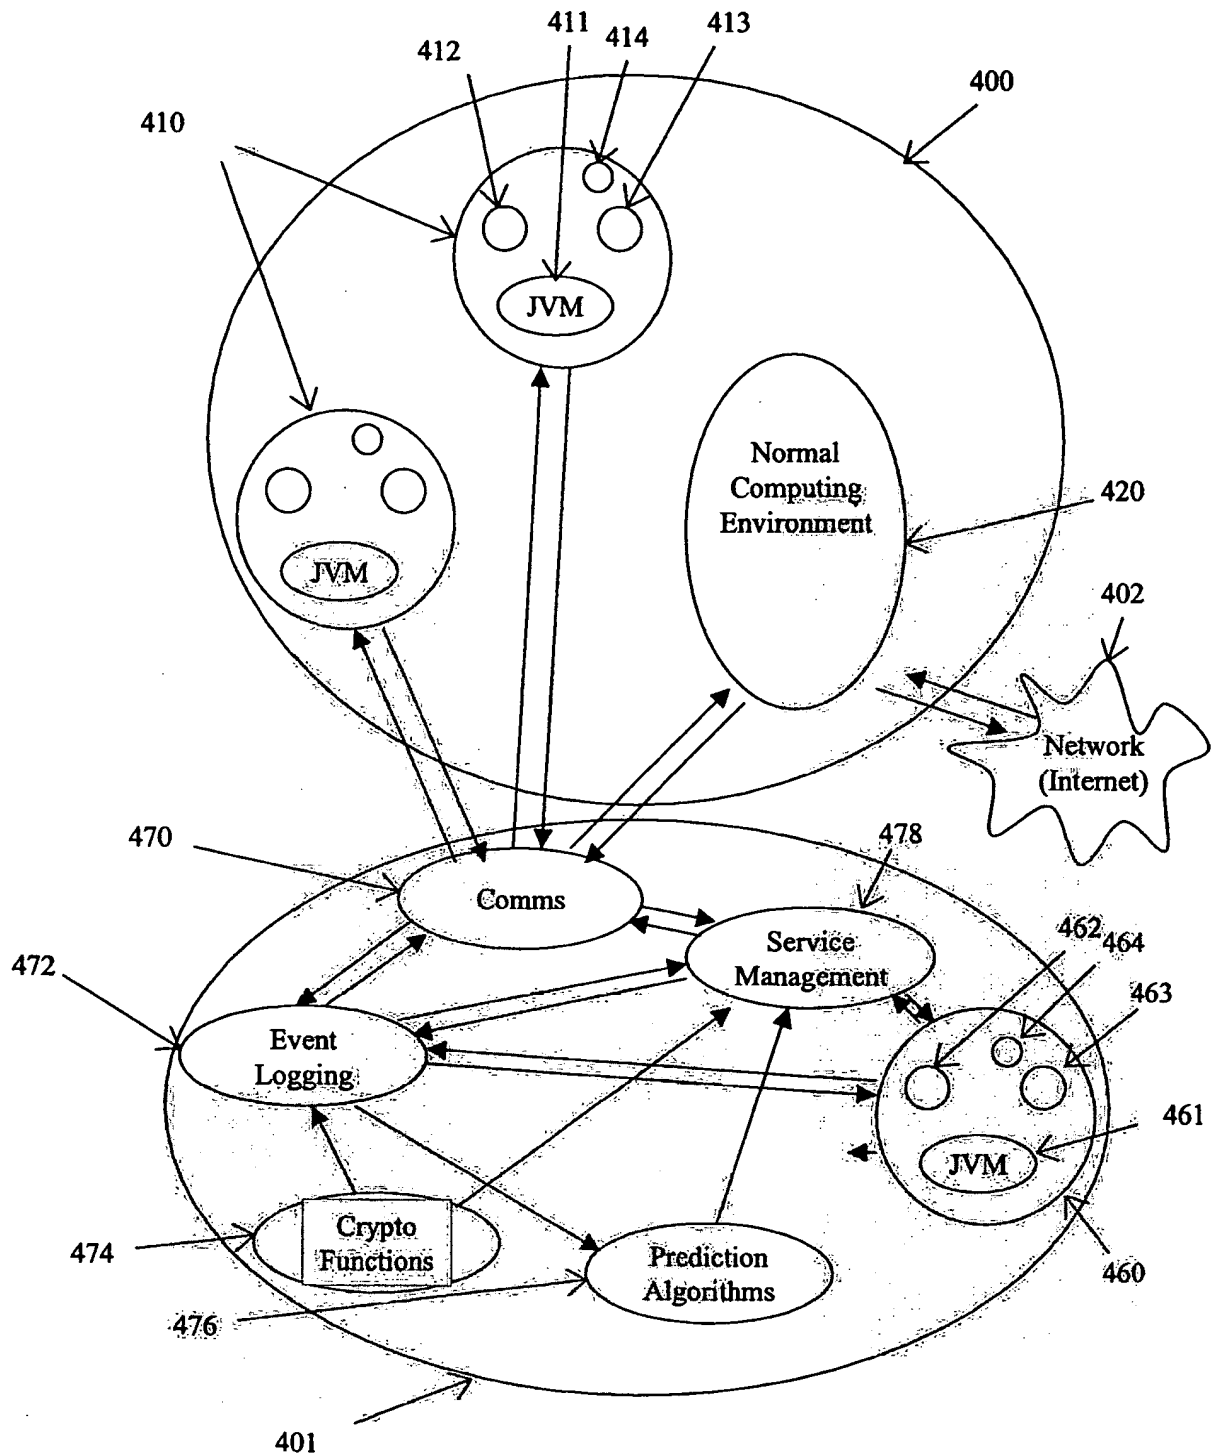 411
413
412
414
400
410
JVM
Normal
Computing
Environment
420
JVM
402
Network
(Internet)
470
478
Comms
462
464
Service
Management
472
463
Event
Logging
461
JVM
Crypto
Functions
474
Prediction
Algorithms
460
476
401